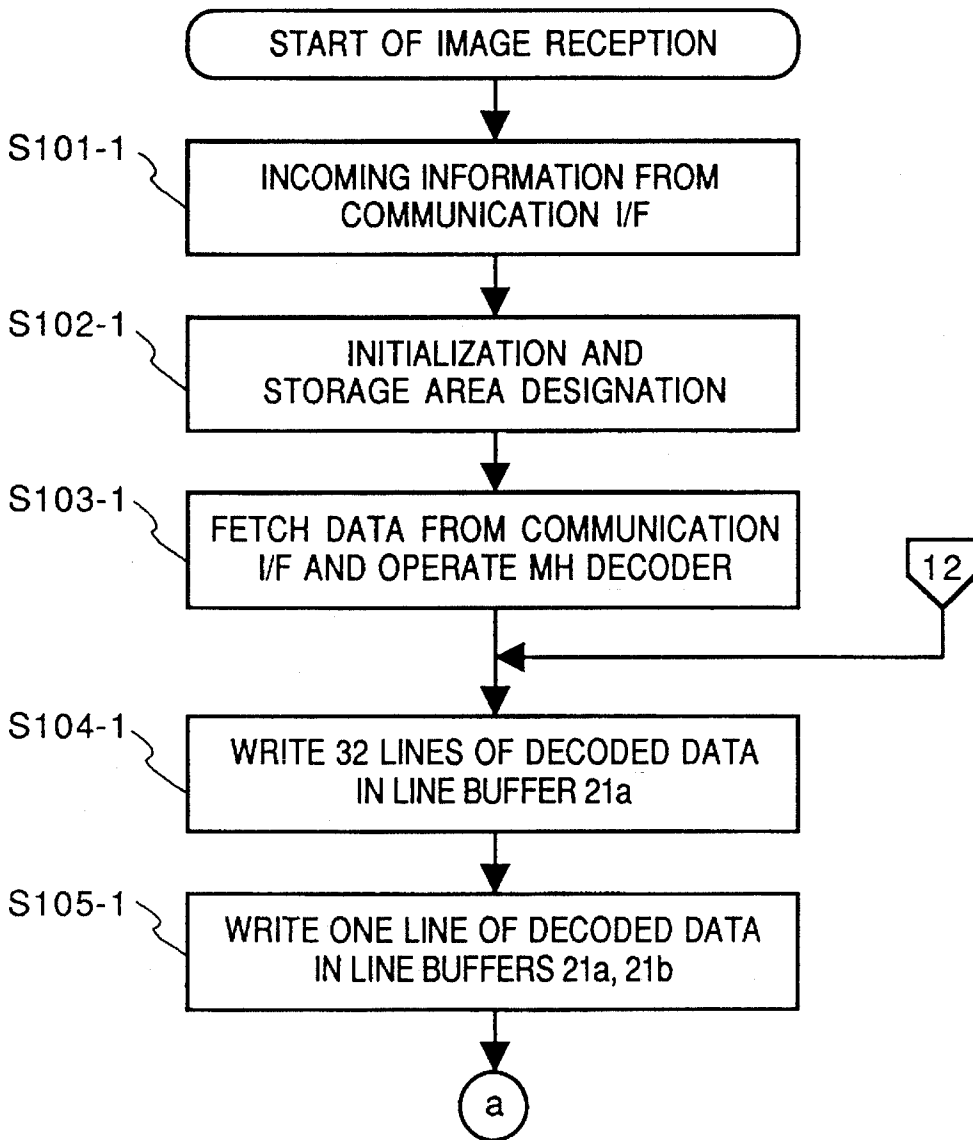 START OF IMAGE RECEPTION
S101-1
INCOMING INFORMATION FROM
COMMUNICATION I/F
S102-1
INITIALIZATION AND
STORAGE AREA DESIGNATION
S103-1
FETCH DATA FROM COMMUNICATION
I/F AND OPERATE MH DECODER
12
S104-1
WRITE 32 LINES OF DECODED DATA
IN LINE BUFFER 21a
S105-1
WRITE ONE LINE OF DECODED DATA
IN LINE BUFFERS 21a, 21b
a